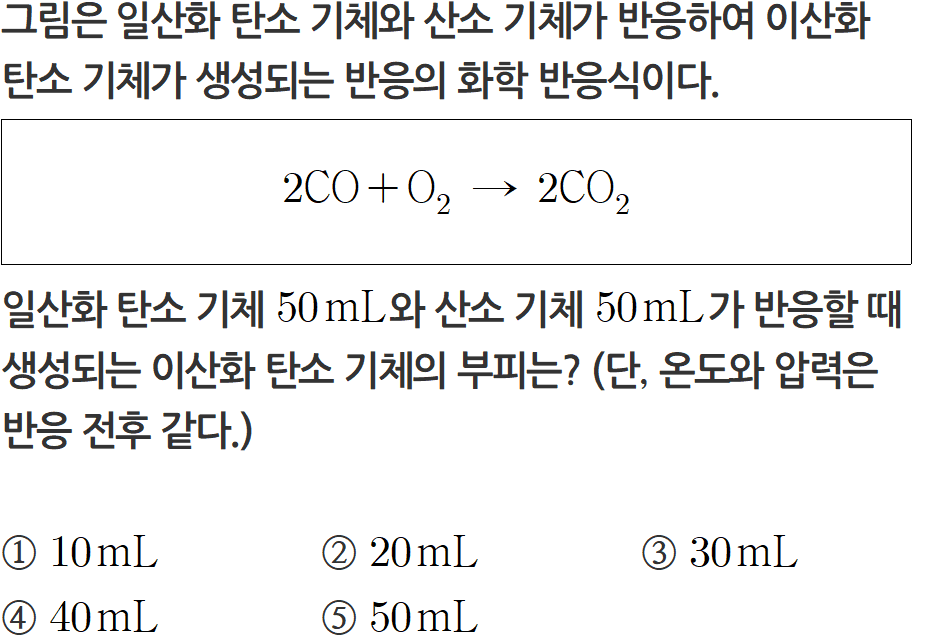 그림은 일산화 탄소 기체와 산소 기체가 반응하여 이산화
탄소 기체가 생성되는 반응의 화학 반응식이다.
2CO + O₂ → 2CO₂
일산화 탄소 기체 50 mL와 산소 기체 50 mL가 반응할 때
생성되는 이산화 탄소 기체의 부피는? (단, 온도와 압력은
반응 전후 같다.)
① 10 mL ② 20 mL ③ 30 mL
④ 40 mL ⑤ 50 mL